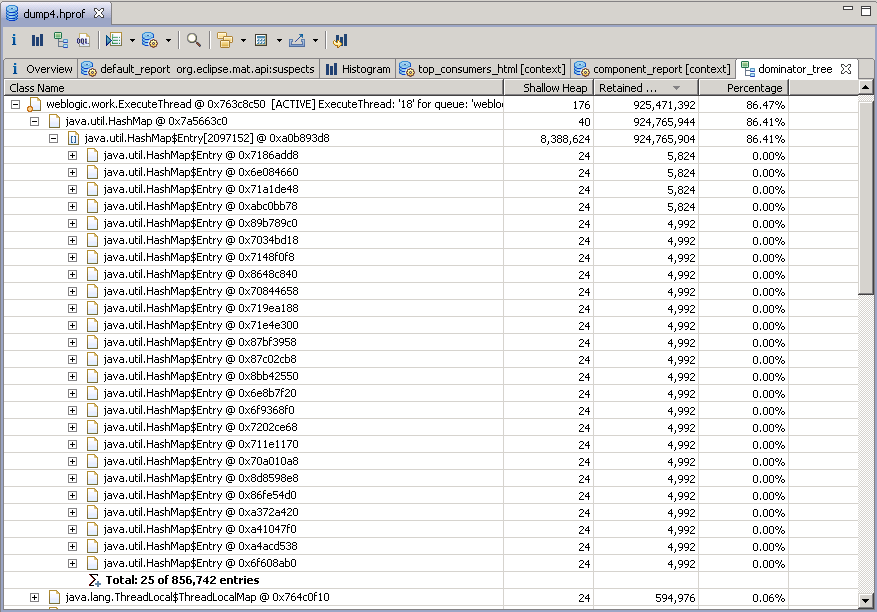 dump4.hprof
i Overview default_report org.eclipse.mat.api:suspects Histogram top_consumers_html [context] component_report [context] dominator_tree
Class Name Shallow Heap Retained ... Percentage
weblogic.work.ExecuteThread @ 0x763c8c50 [ACTIVE] ExecuteThread: '18' for queue: 'weblo 176 925,471,392 86.47%
java.util.HashMap @ 0x7a5663c0 40 924,765,944 86.41%
java.util.HashMap$Entry[2097152] @ 0xa0b893d8 8,388,624 924,765,904 86.41%
java.util.HashMap$Entry @ 0x7186add8 24 5,824 0.00%
java.util.HashMap$Entry @ 0x6e084660 24 5,824 0.00%
java.util.HashMap$Entry @ 0x71a1de48 24 5,824 0.00%
java.util.HashMap$Entry @ 0xabc0bb78 24 5,824 0.00%
java.util.HashMap$Entry @ 0x89b789c0 24 4,992 0.00%
java.util.HashMap$Entry @ 0x7034bd18 24 4,992 0.00%
java.util.HashMap$Entry @ 0x7148f0f8 24 4,992 0.00%
java.util.HashMap$Entry @ 0x8648c840 24 4,992 0.00%
java.util.HashMap$Entry @ 0x70844658 24 4,992 0.00%
java.util.HashMap$Entry @ 0x719ea188 24 4,992 0.00%
java.util.HashMap$Entry @ 0x71e4e300 24 4,992 0.00%
java.util.HashMap$Entry @ 0x87bf3958 24 4,992 0.00%
java.util.HashMap$Entry @ 0x87c02cb8 24 4,992 0.00%
java.util.HashMap$Entry @ 0x8bb42550 24 4,992 0.00%
java.util.HashMap$Entry @ 0x6e8b7f20 24 4,992 0.00%
java.util.HashMap$Entry @ 0x6f9368f0 24 4,992 0.00%
java.util.HashMap$Entry @ 0x7202ce68 24 4,992 0.00%
java.util.HashMap$Entry @ 0x711e1170 24 4,992 0.00%
java.util.HashMap$Entry @ 0x70a010a8 24 4,992 0.00%
java.util.HashMap$Entry @ 0x8d8598e8 24 4,992 0.00%
java.util.HashMap$Entry @ 0x86fe54d0 24 4,992 0.00%
java.util.HashMap$Entry @ 0xa372a420 24 4,992 0.00%
java.util.HashMap$Entry @ 0xa41047f0 24 4,992 0.00%
java.util.HashMap$Entry @ 0xa4acd538 24 4,992 0.00%
java.util.HashMap$Entry @ 0x6f608ab0 24 4,992 0.00%
Total: 25 of 856,742 entries
java.lang.ThreadLocal$ThreadLocalMap @ 0x764c0f10 24 594,976 0.06%